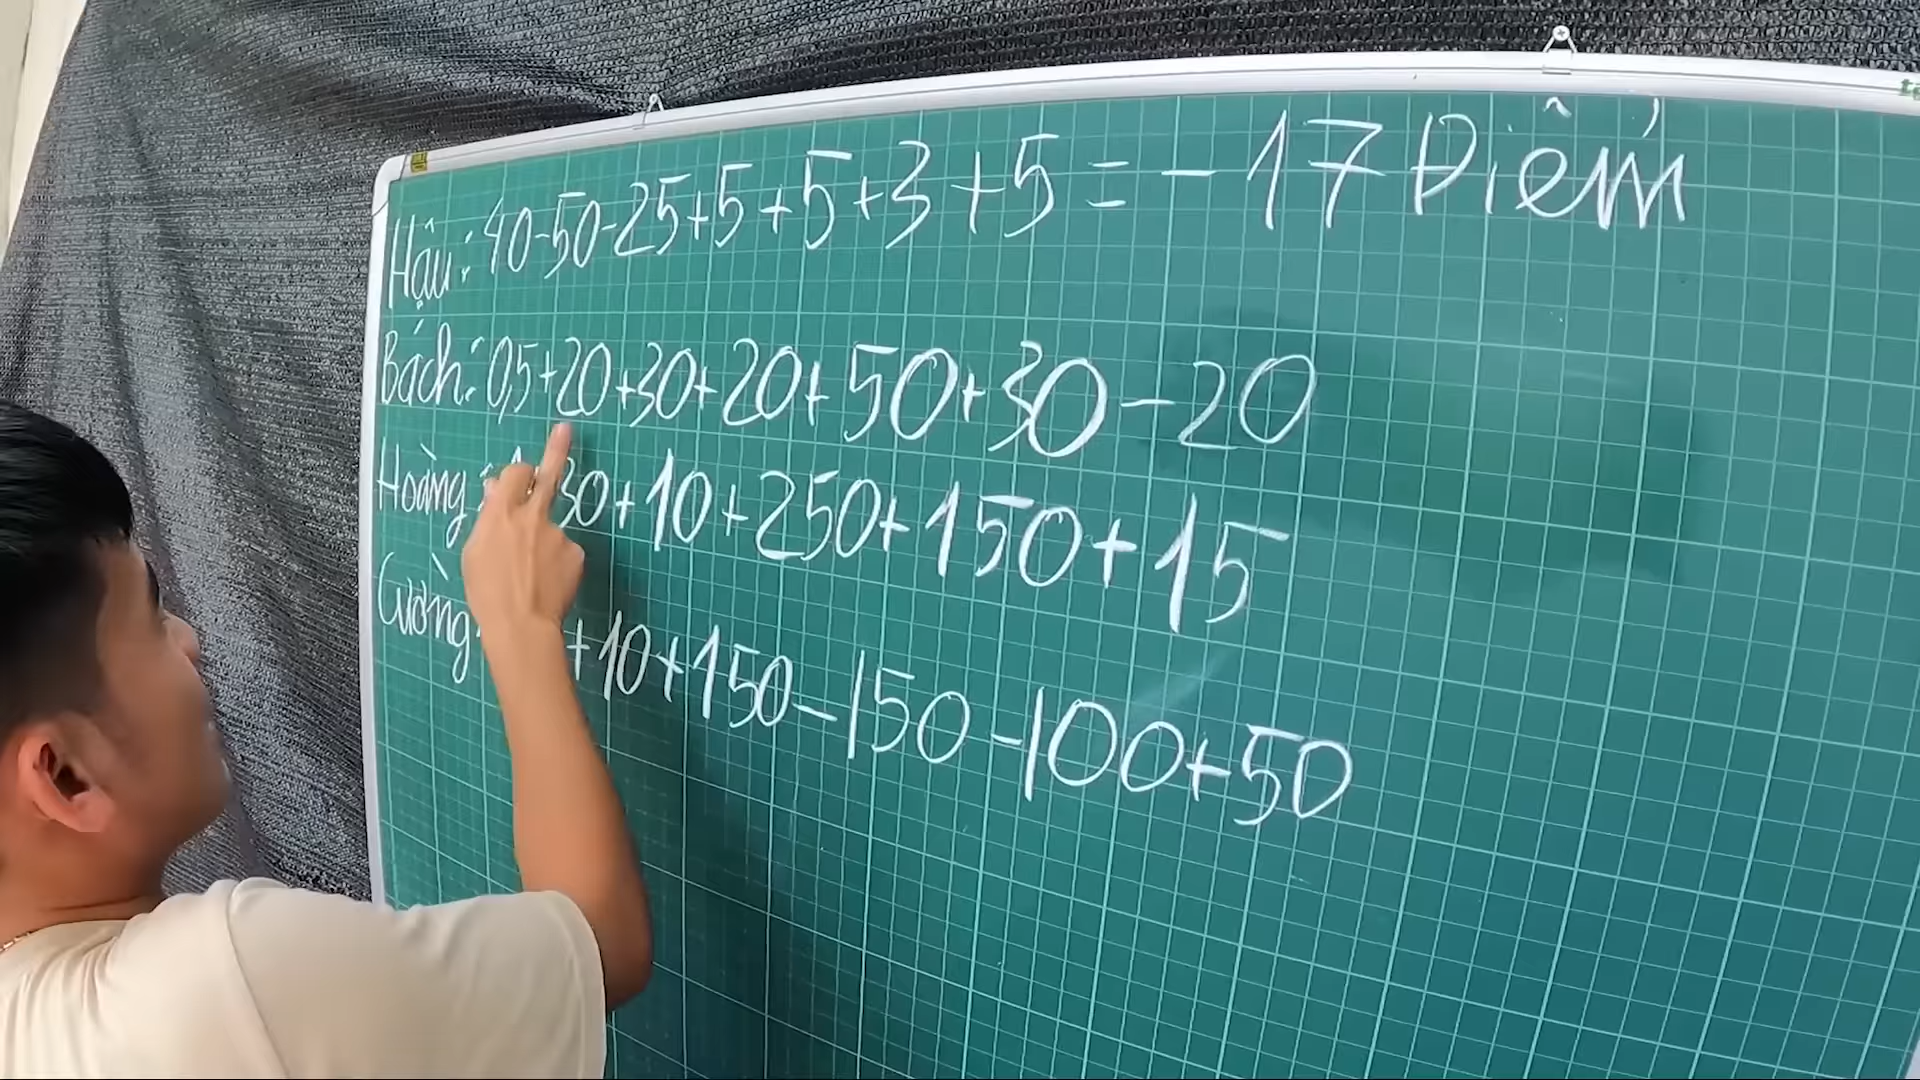 Hậu: 40-50-25+5+5+3+5 = -17 Điểm
Bách: 0,5+20+30+20+50+30-20
Hoàng: 30+10+250+150+15
Cường: +10+150-150-100+50